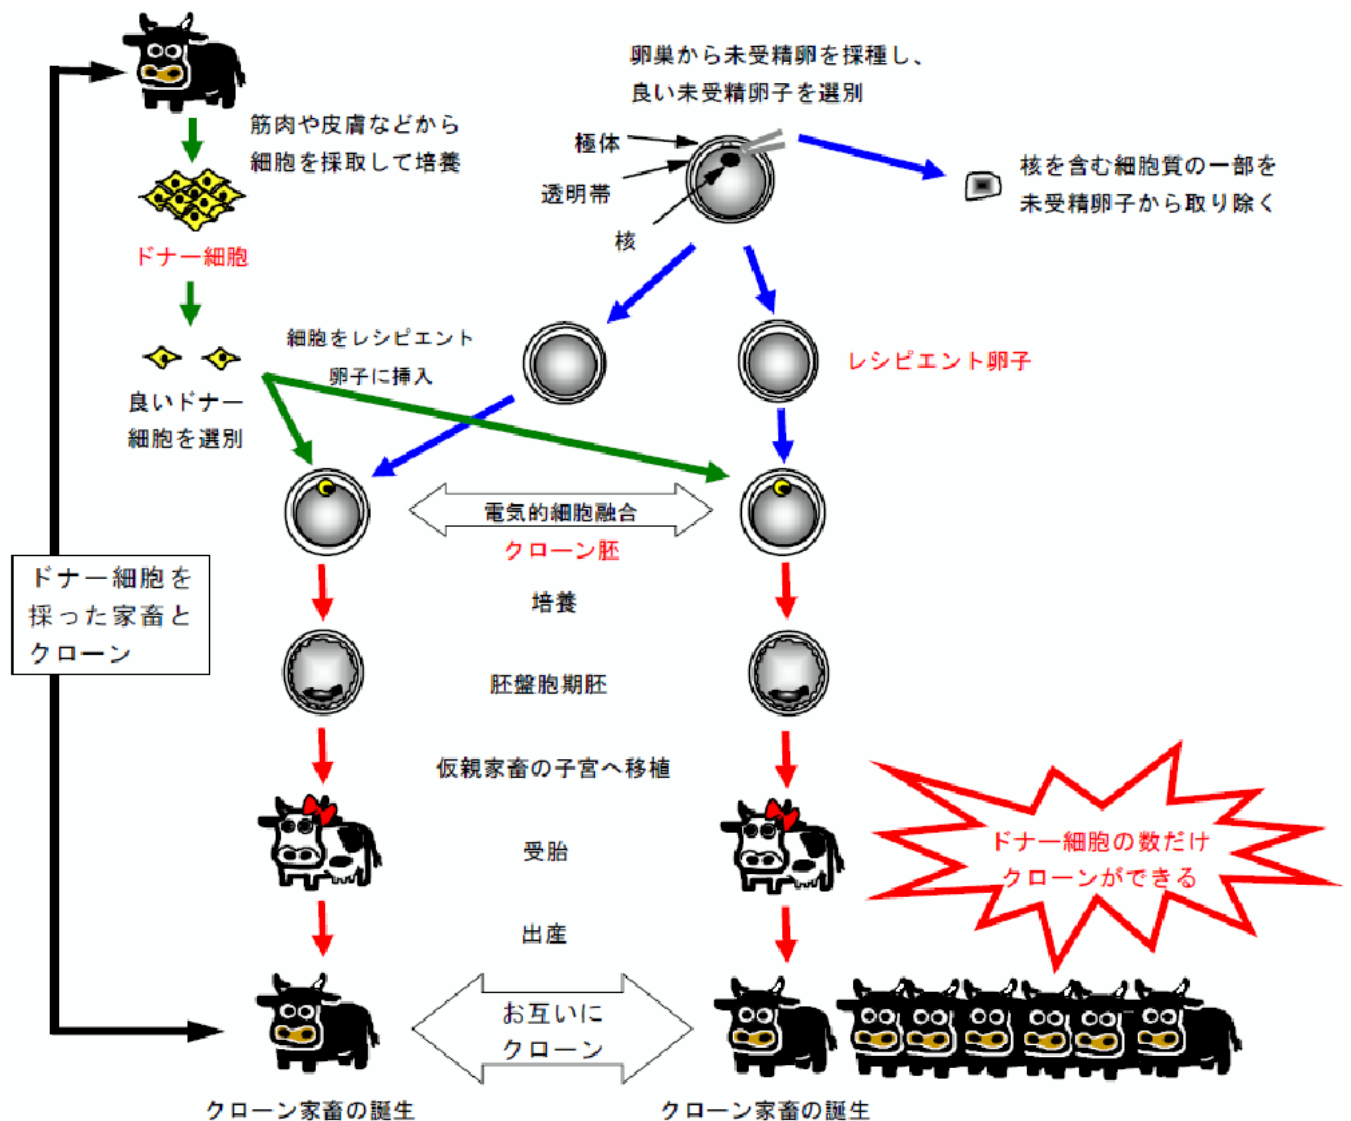 卵巣から未受精卵を採種し、
良い未受精卵子を選別
筋肉や皮膚などから
細胞を採取して培養
極体
透明帯
核
核を含む細胞質の一部を
未受精卵子から取り除く
ドナー細胞
細胞をレシピエント
卵子に挿入
レシピエント卵子
良いドナー
細胞を選別
電気的細胞融合
クローン胚
ドナー細胞を
採った家畜と
クローン
培養
胚盤胞期胚
仮親家畜の子宮へ移植
受胎
ドナー細胞の数だけ
クローンができる
出産
お互いに
クローン
クローン家畜の誕生
クローン家畜の誕生